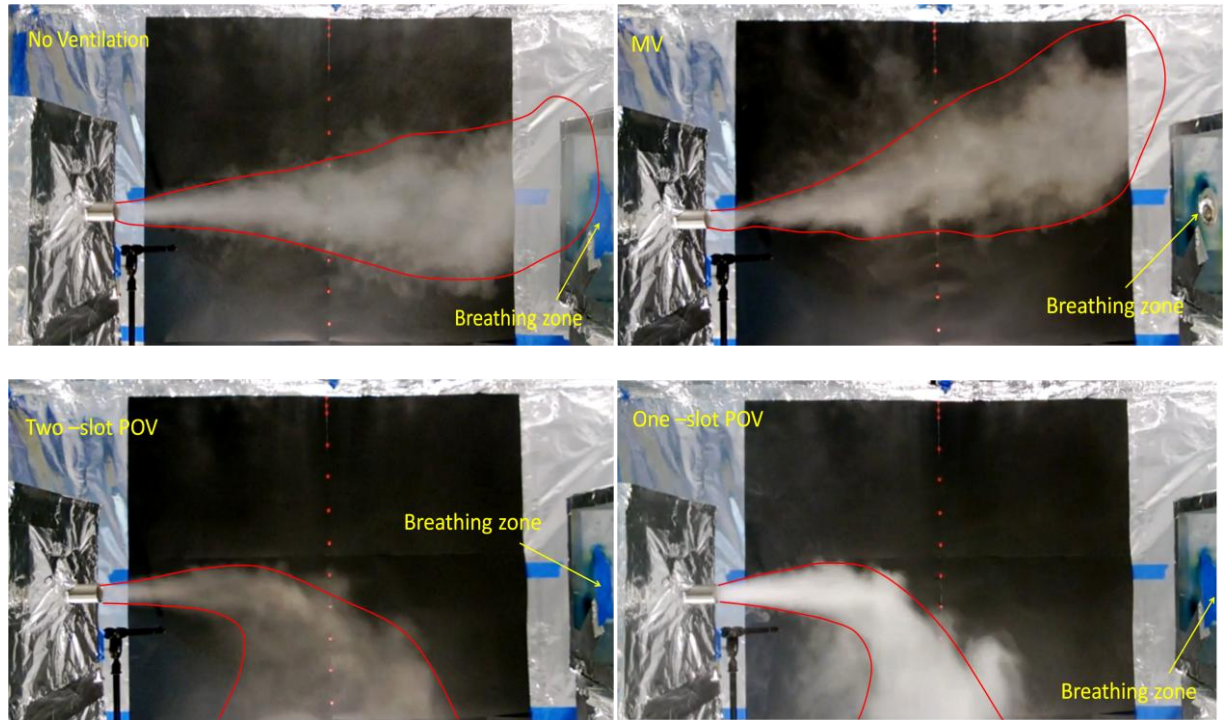 No Ventilation
Breathing zone
MV
Breathing zone
Two –slot POV
Breathing zone
One –slot POV
Breathing zone